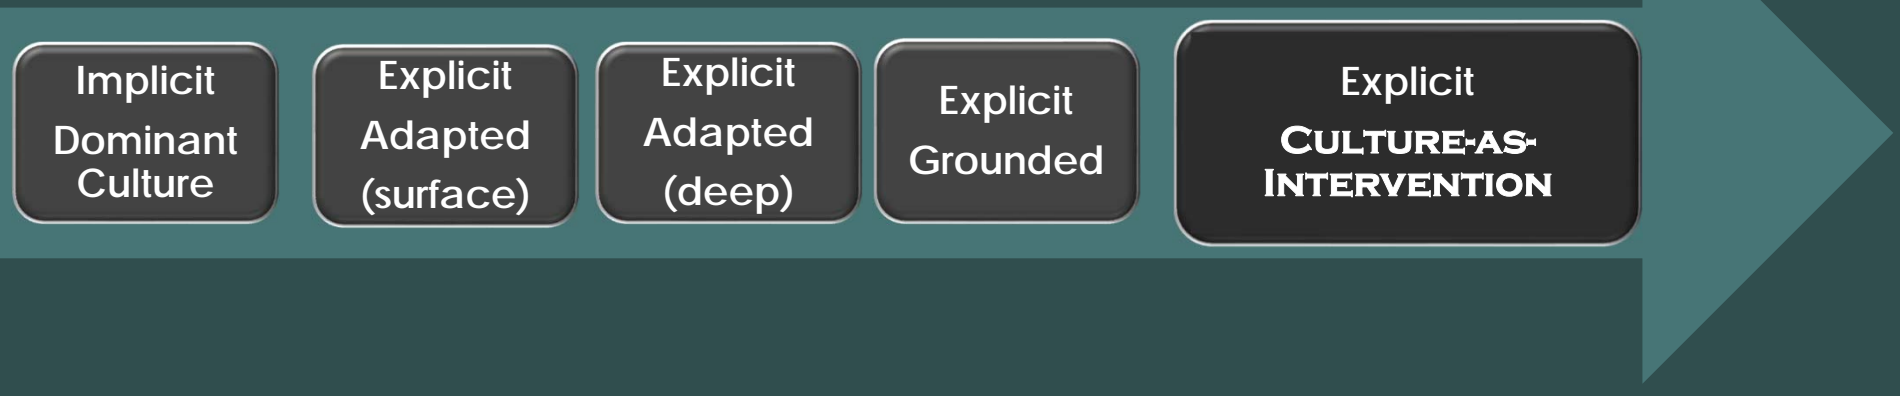 Implicit
Dominant
Culture
Explicit
Adapted
(surface)
Explicit
Adapted
(deep)
Explicit
Grounded
Explicit
CULTURE-AS-
INTERVENTION